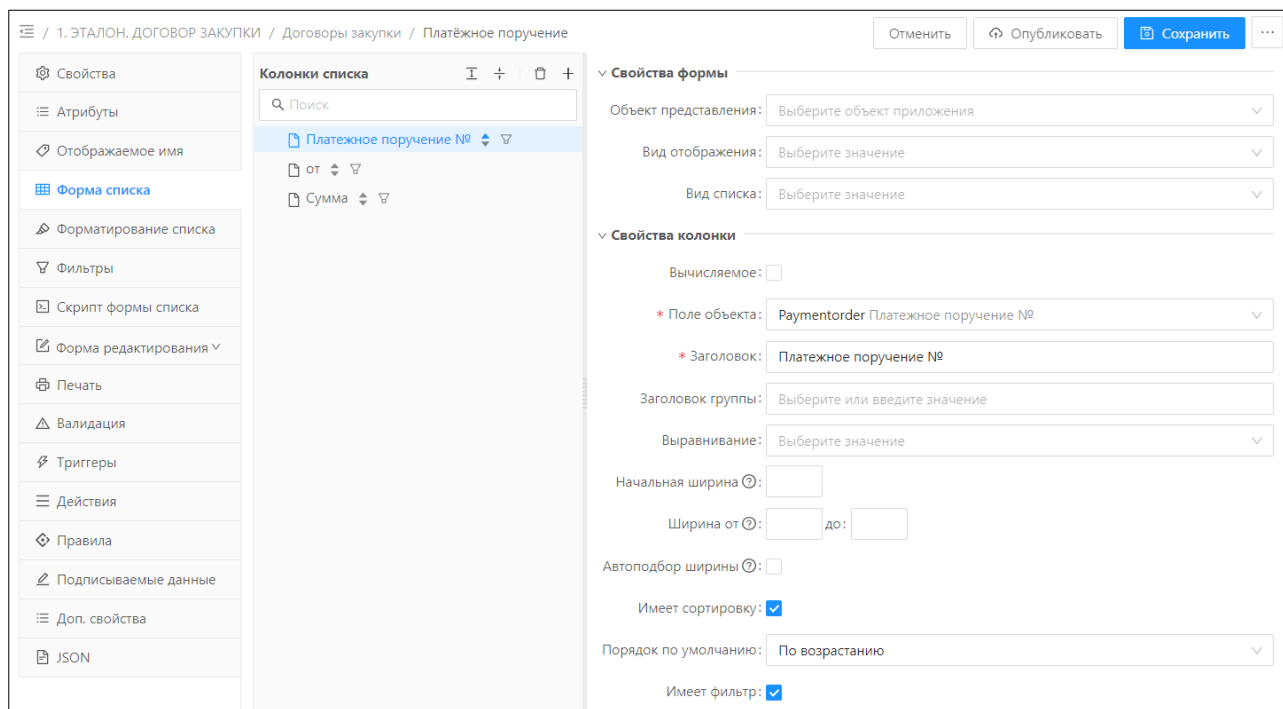 / 1. ЭТАЛОН. ДОГОВОР ЗАКУПКИ / Договоры закупки / Платёжное поручение
Отменить
Опубликовать
Сохранить
...
Свойства
Атрибуты
Отображаемое имя
Форма списка
Форматирование списка
Фильтры
Скрипт формы списка
Форма редактирования
Печать
Валидация
Триггеры
Действия
Правила
Подписываемые данные
Доп. свойства
JSON
Колонки списка
Поиск
Платежное поручение №
от
Сумма
Свойства формы
Объект представления: Выберите объект приложения
Вид отображения: Выберите значение
Вид списка: Выберите значение
Свойства колонки
Вычисляемое:
* Поле объекта: Paymentorder Платежное поручение №
* Заголовок: Платежное поручение №
Заголовок группы: Выберите или введите значение
Выравнивание: Выберите значение
Начальная ширина ?:
Ширина от ?: до:
Автоподбор ширины ?:
Имеет сортировку:
Порядок по умолчанию: По возрастанию
Имеет фильтр: